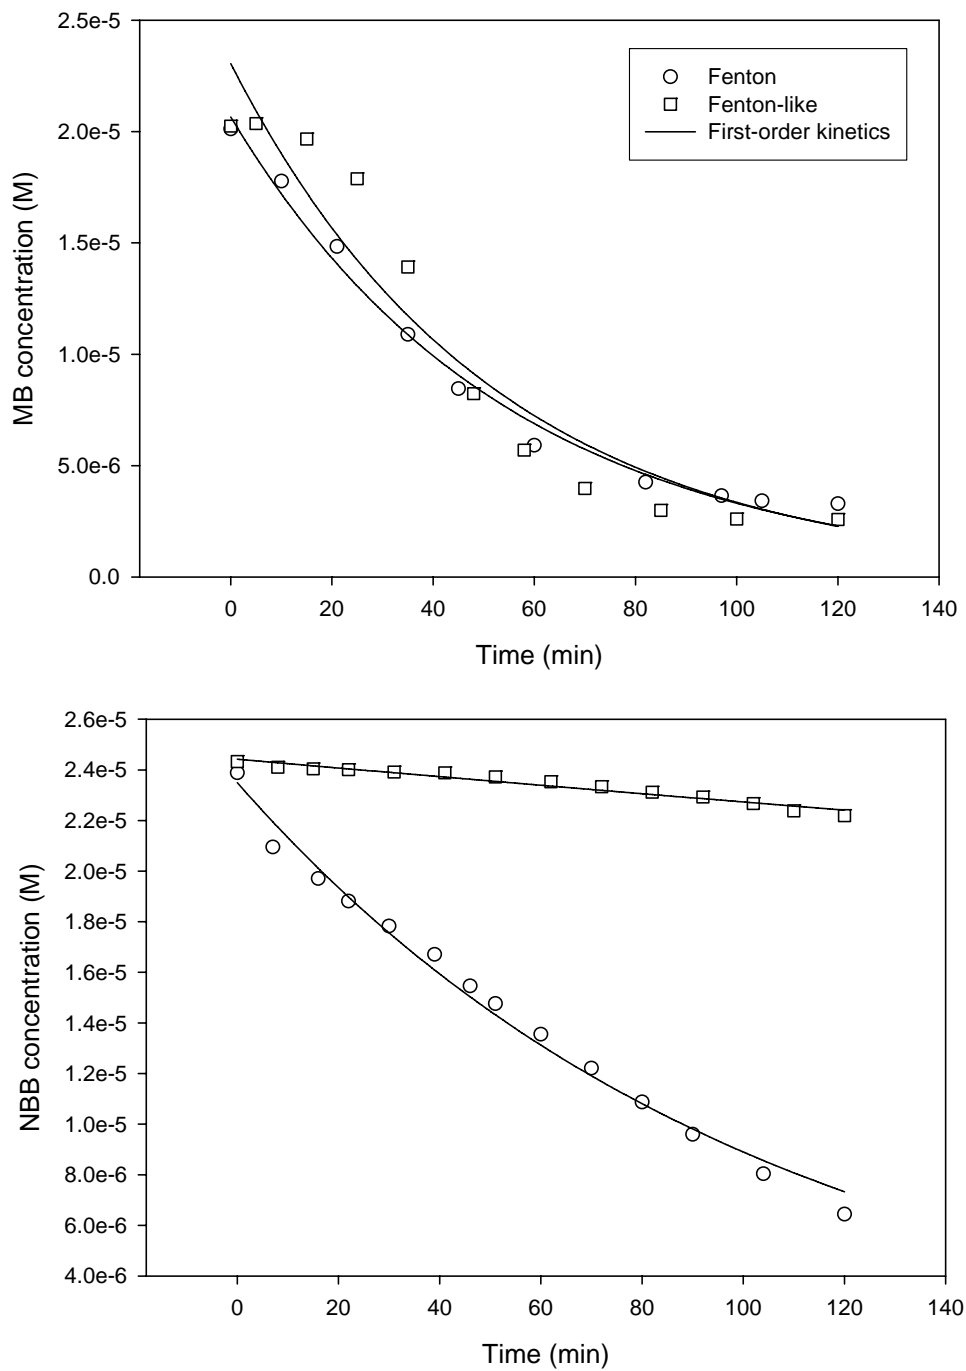 2.5e-5
2.0e-5
1.5e-5
1.0e-5
5.0e-6
0.0
MB concentration (M)
Fenton
Fenton-like
First-order kinetics
0 20 40 60 80 100 120 140
Time (min)
2.6e-5
2.4e-5
2.2e-5
2.0e-5
1.8e-5
1.6e-5
1.4e-5
1.2e-5
1.0e-5
8.0e-6
6.0e-6
4.0e-6
NBB concentration (M)
0 20 40 60 80 100 120 140
Time (min)